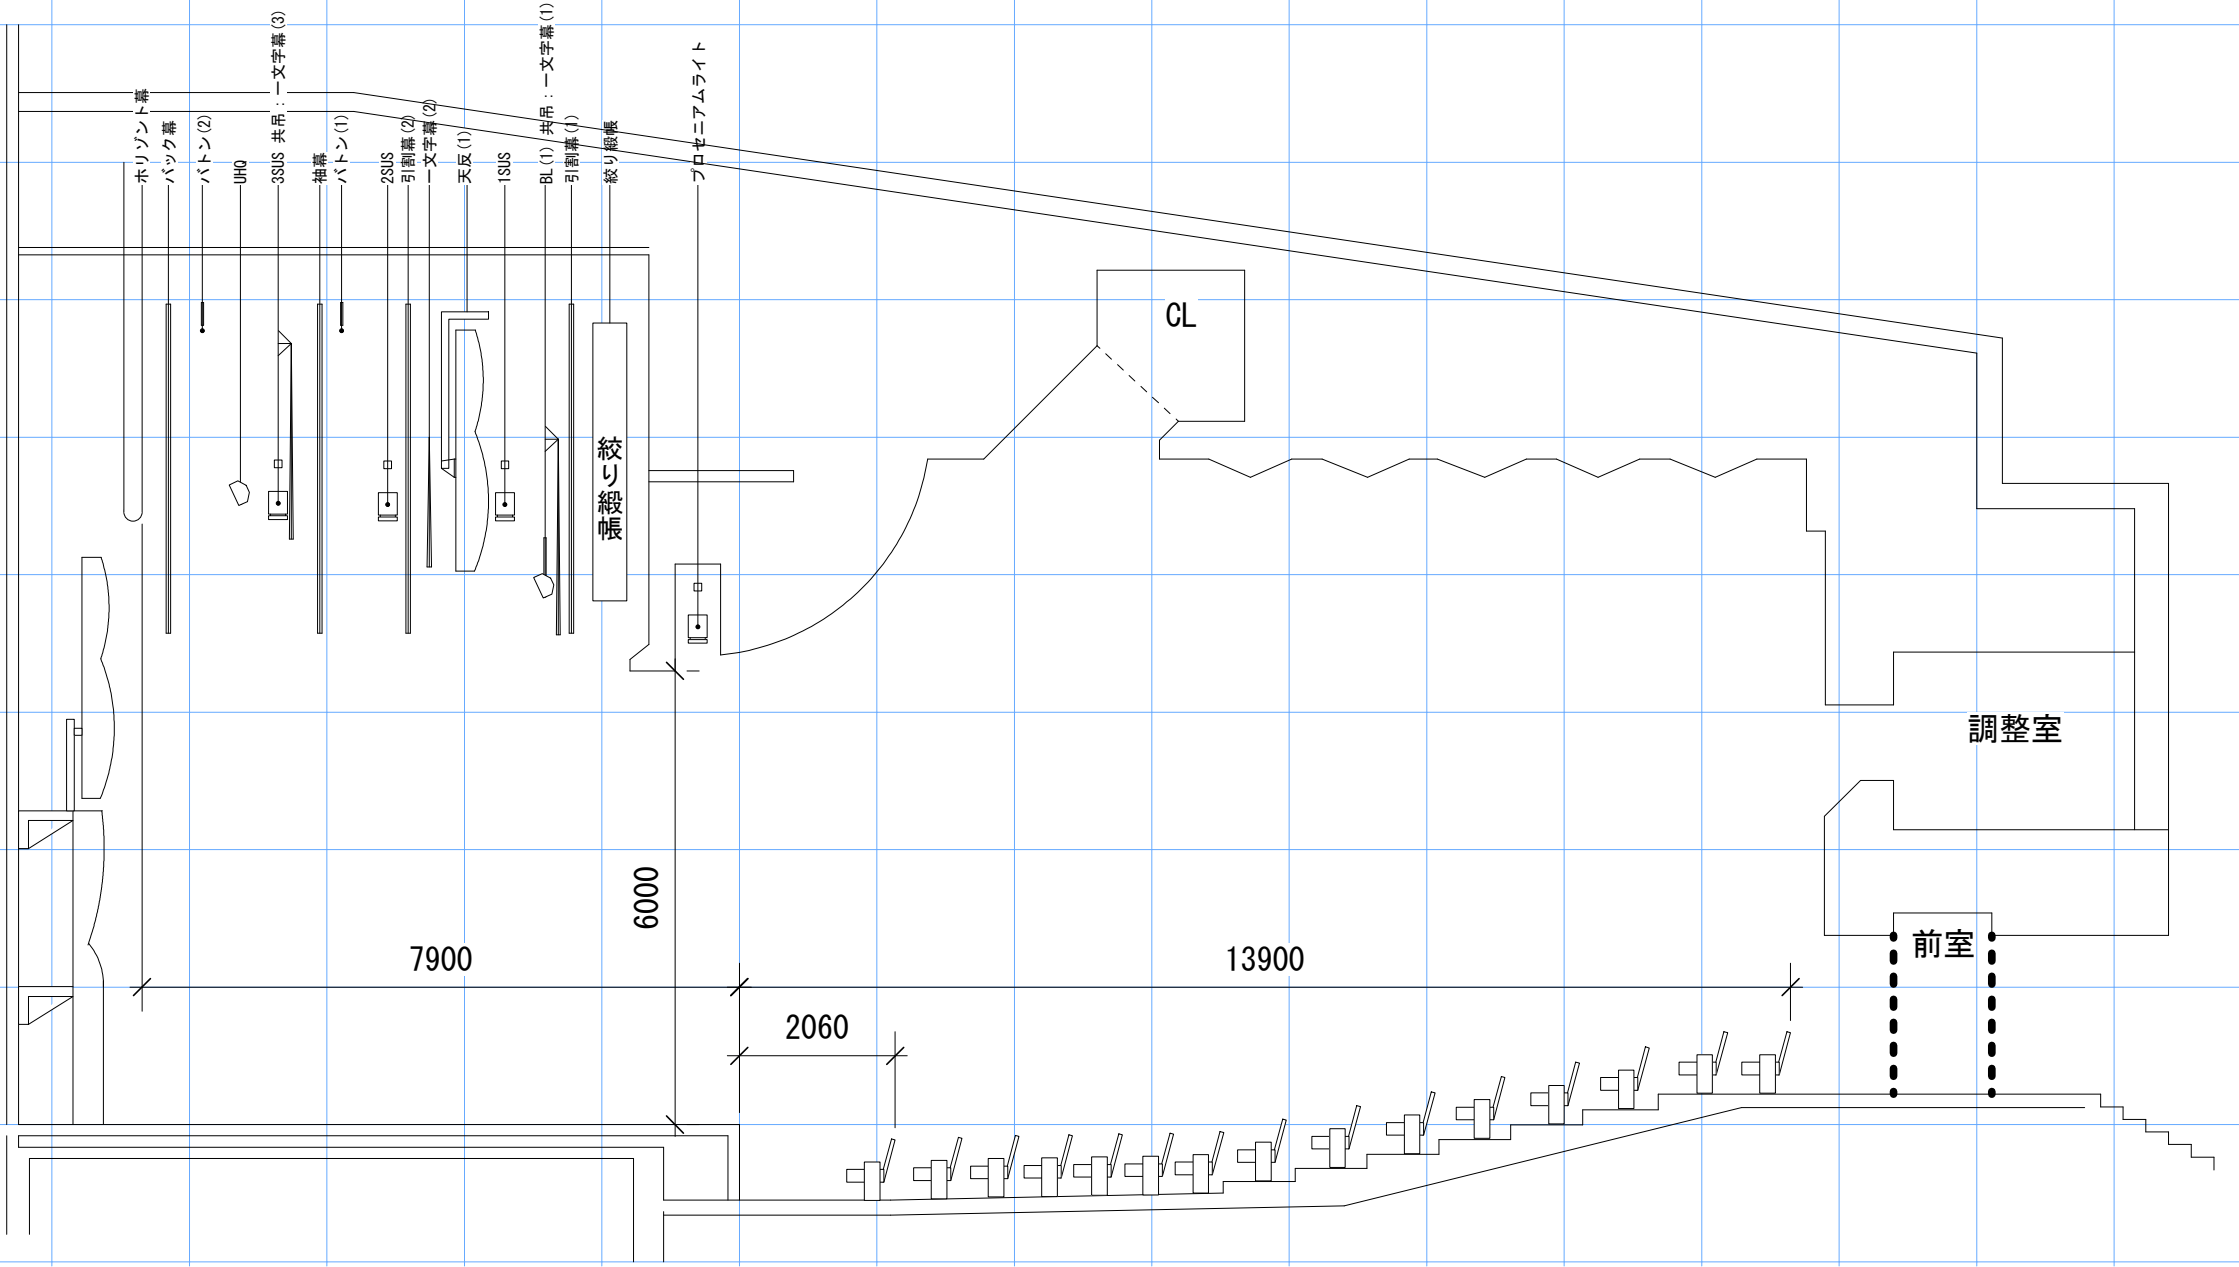 ホリゾント幕
バック幕
バトン(2)
UHQ
3SUS 共吊:一文字幕(3)
袖幕
バトン(1)
2SUS
引割幕(2)
一文字幕(2)
天反(1)
1SUS
BL(1) 共吊:一文字幕(1)
引割幕(1)
絞り緞帳
プロセニアムライト
CL
絞り緞帳
調整室
6000
前室
7900
13900
2060